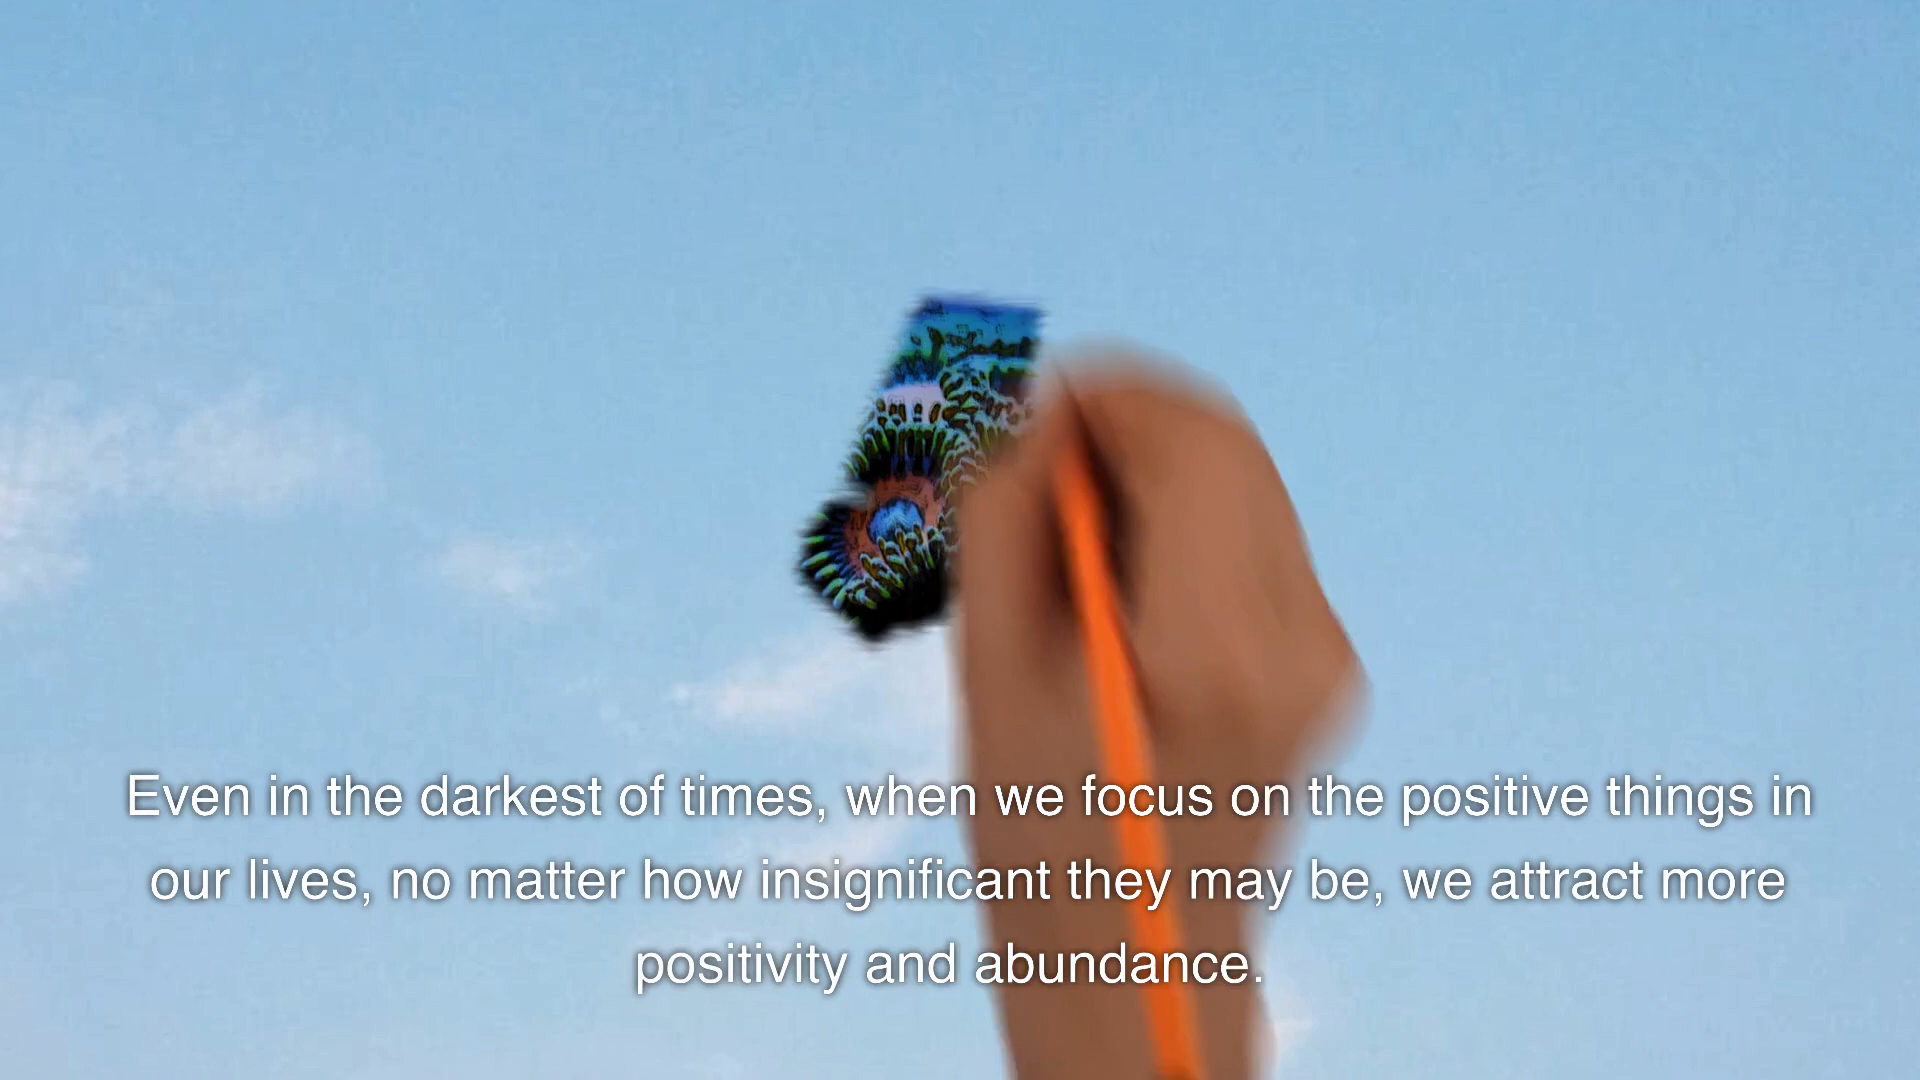 Even in the darkest of times, when we focus on the positive things in
our lives, no matter how insignificant they may be, we attract more
positivity and abundance.